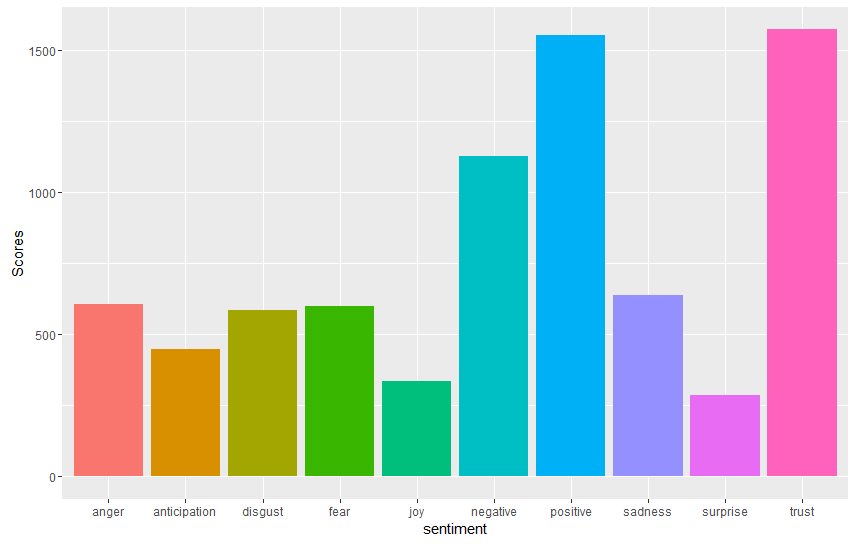 Scores
1500
1000
500
0
anger anticipation disgust fear joy negative positive sadness surprise trust
sentiment